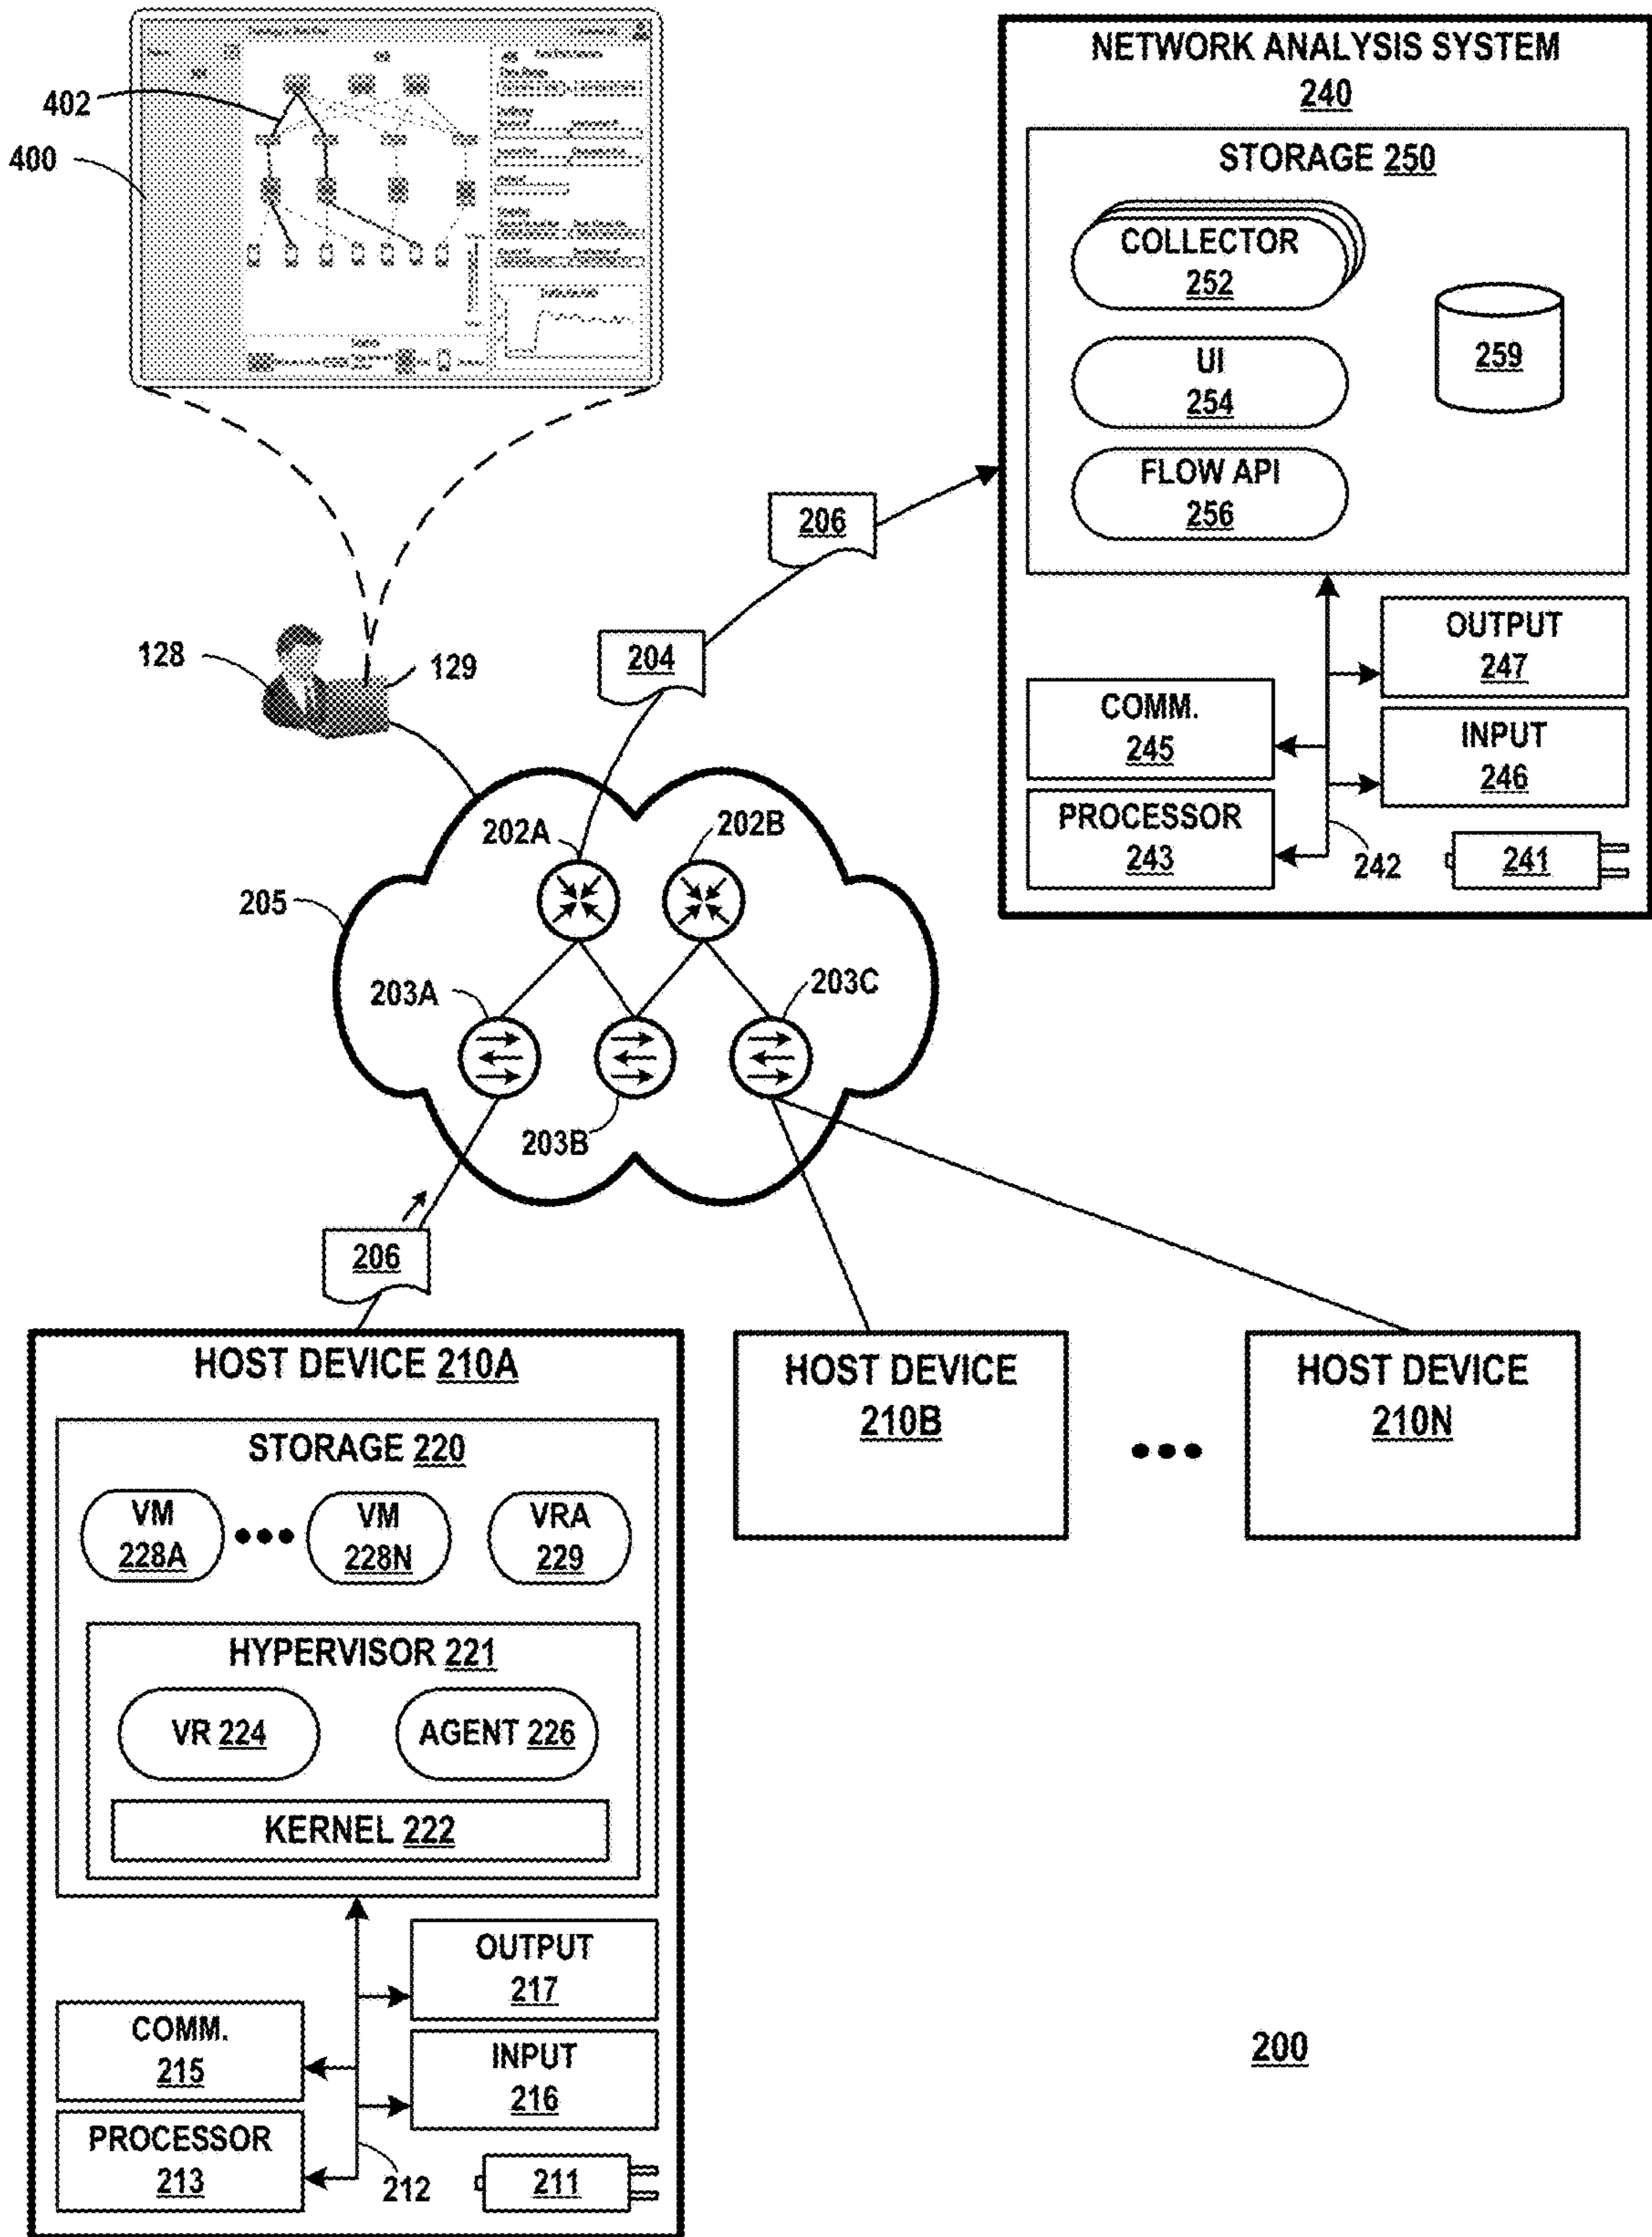 402
400
128
129
NETWORK ANALYSIS SYSTEM
240
STORAGE 250
COLLECTOR
252
UI
254
FLOW API
256
259
OUTPUT
247
COMM.
245
INPUT
246
PROCESSOR
243
242
241
206
204
202A
202B
205
203A
203C
203B
206
HOST DEVICE 210A
STORAGE 220
VM
228A
VM
228N
VRA
229
HYPERVISOR 221
VR 224
AGENT 226
KERNEL 222
OUTPUT
217
COMM.
215
INPUT
216
PROCESSOR
213
212
211
HOST DEVICE
210B
HOST DEVICE
210N
200